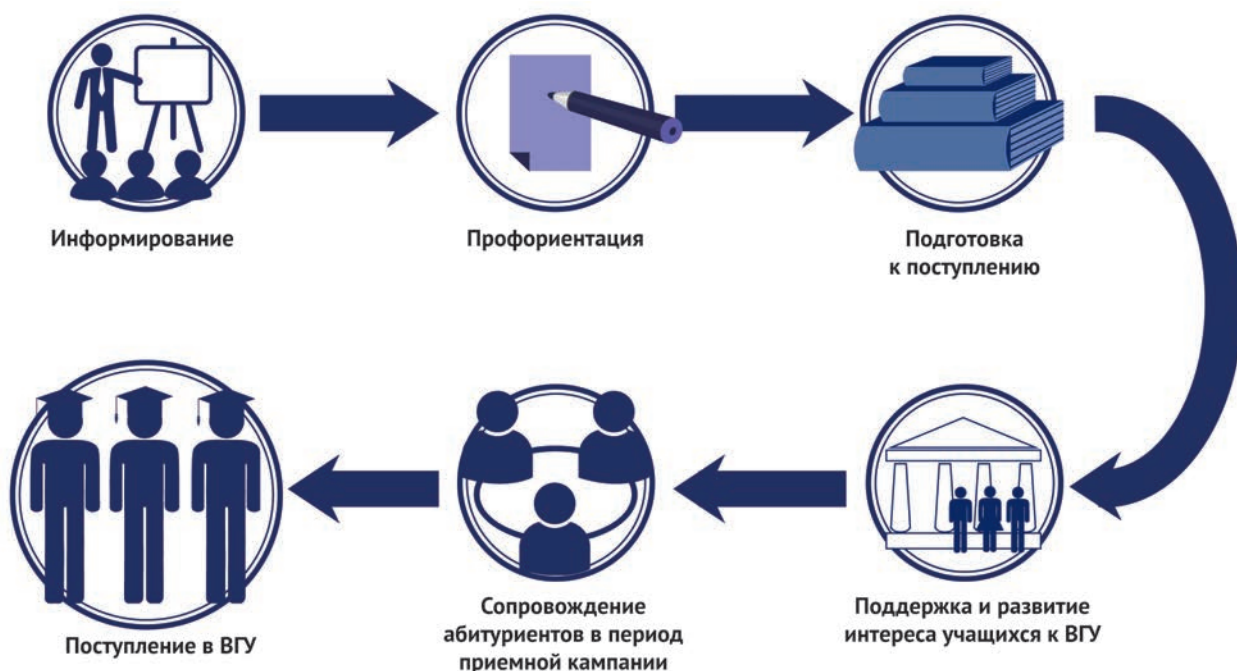 Информирование
Профориентация
Подготовка
к поступлению
Поддержка и развитие
интереса учащихся к ВГУ
Сопровождение
абитуриентов в период
приемной кампании
Поступление в ВГУ